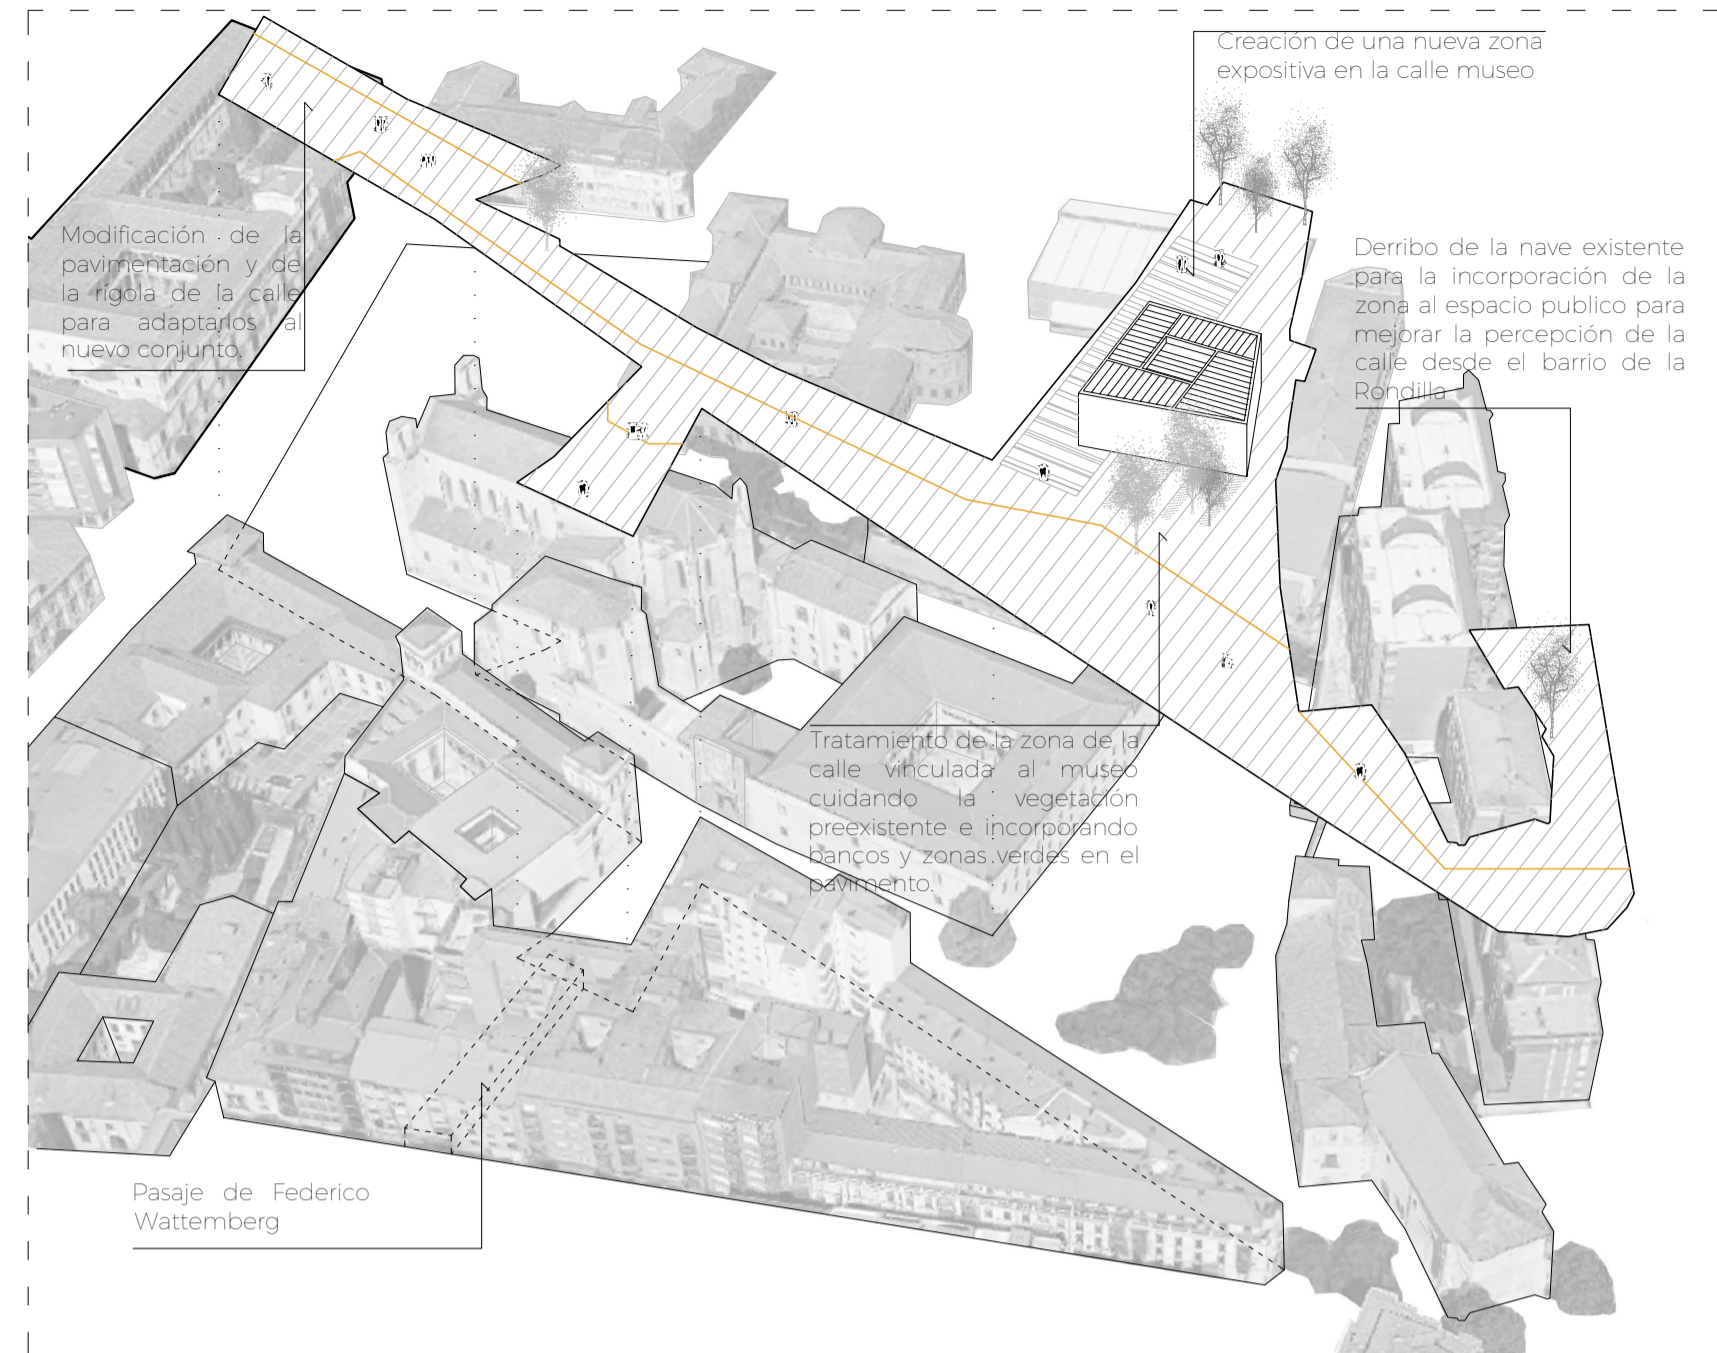 Creación de una nueva zona
expositiva en la calle museo
Modificación de la
pavimentación y de
la rígola de la calle
para adaptarlos al
nuevo conjunto.
Derribo de la nave existente
para la incorporación de la
zona al espacio publico para
mejorar la percepción de la
calle desde el barrio de la
Rondilla
Tratamiento de la zona de la
calle vinculada al museo
cuidando la vegetación
preexistente e incorporando
bancos y zonas verdes en el
pavimento.
Pasaje de Federico
Wattemberg